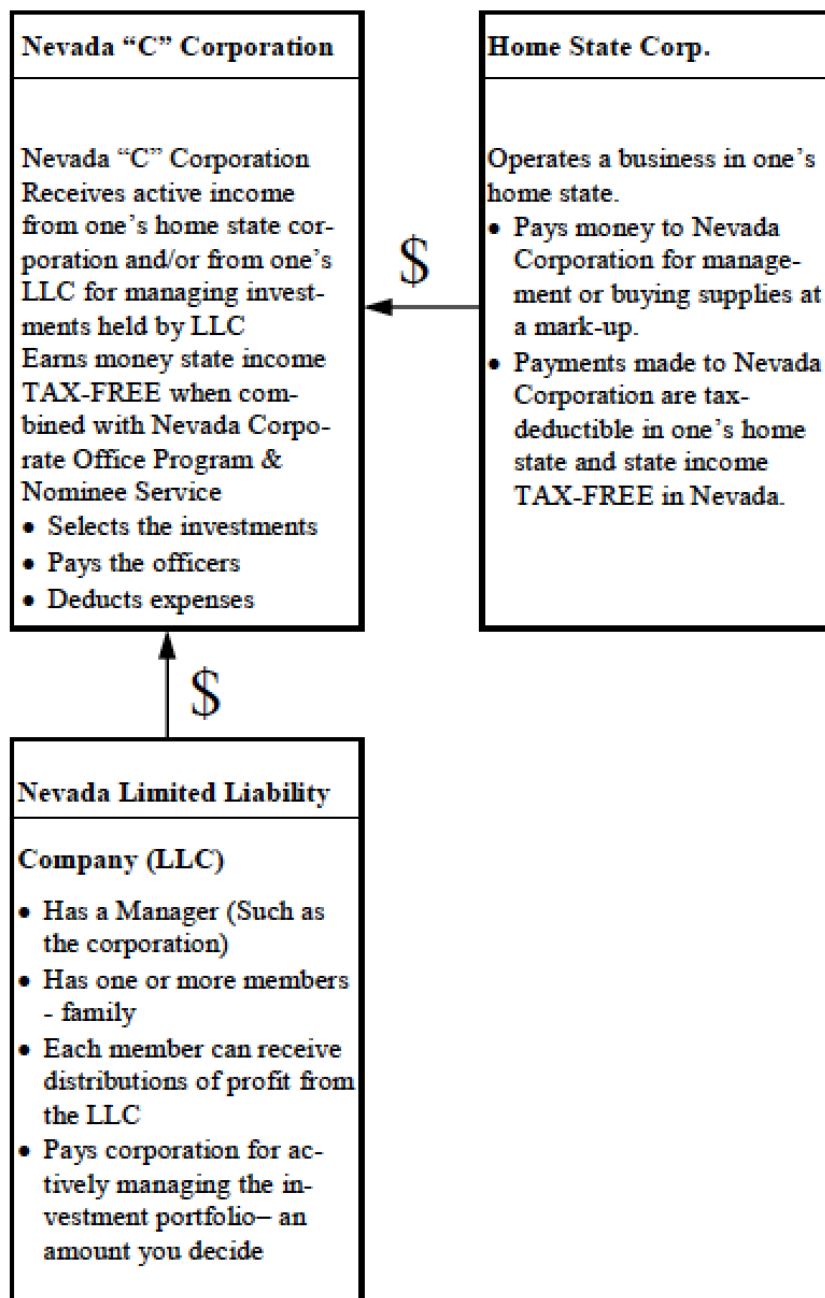 Nevada “C” Corporation
Nevada “C” Corporation
Receives active income
from one’s home state cor-
poration and/or from one’s
LLC for managing invest-
ments held by LLC
Earns money state income
TAX-FREE when com-
bined with Nevada Corpo-
rate Office Program &
Nominee Service
• Selects the investments
• Pays the officers
• Deducts expenses
$
Home State Corp.
Operates a business in one’s
home state.
• Pays money to Nevada
Corporation for manage-
ment or buying supplies at
a mark-up.
• Payments made to Nevada
Corporation are tax-
deductible in one’s home
state and state income
TAX-FREE in Nevada.
$
Nevada Limited Liability
Company (LLC)
• Has a Manager (Such as
the corporation)
• Has one or more members
- family
• Each member can receive
distributions of profit from
the LLC
• Pays corporation for ac-
tively managing the in-
vestment portfolio– an
amount you decide